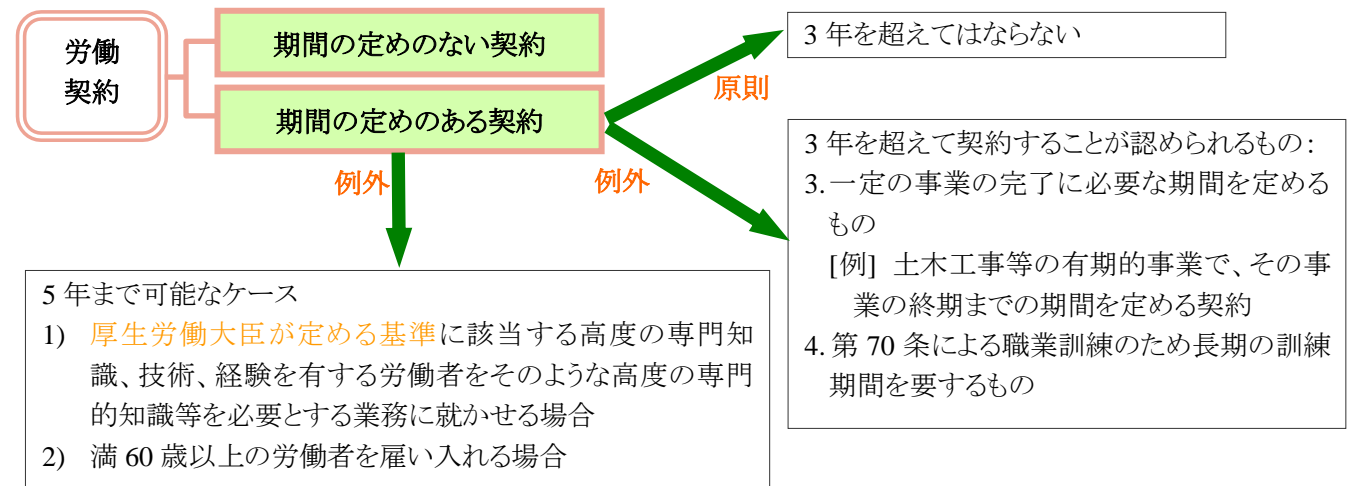 労働
契約
期間の定めのない契約
期間の定めのある契約
原則
例外
例外
3 年を超えてはならない
3 年を超えて契約することが認められるもの：
3.一定の事業の完了に必要な期間を定める
もの
[例] 土木工事等の有期的事業で、その事
業の終期までの期間を定める契約
4. 第 70 条による職業訓練のため長期の訓練
期間を要するもの
5 年まで可能なケース
1) 厚生労働大臣が定める基準に該当する高度の専門知
識、技術、経験を有する労働者をそのような高度の専門
的知識等を必要とする業務に就かせる場合
2) 満 60 歳以上の労働者を雇い入れる場合